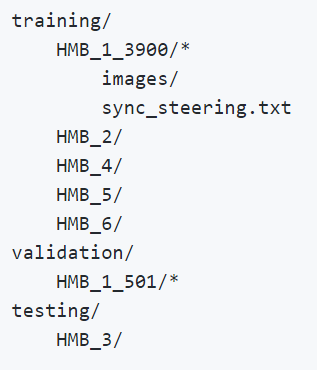 training/
    HMB_1_3900/*
        images/
        sync_steering.txt
    HMB_2/
    HMB_4/
    HMB_5/
    HMB_6/
validation/
    HMB_1_501/*
testing/
    HMB_3/